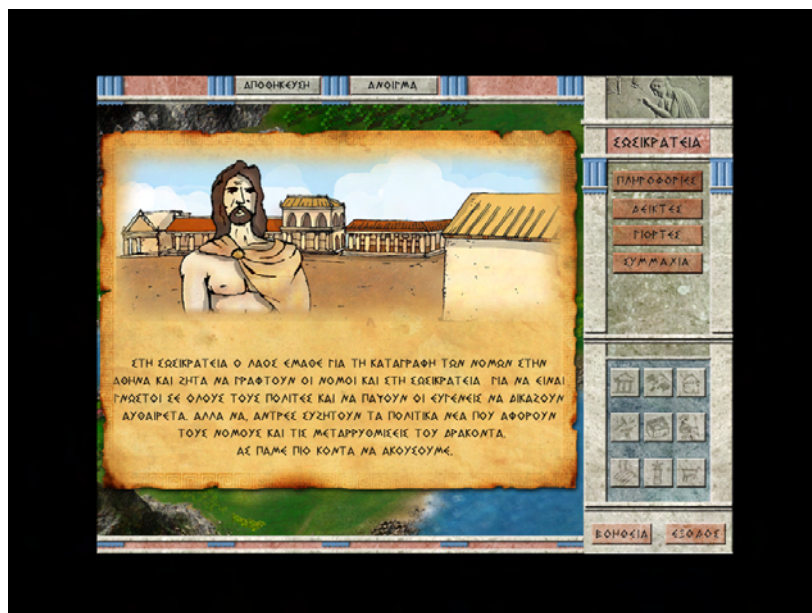 ΑΠΟΘΗΚΕΥΣΗ
ΑΝΟΙΓΜΑ
ΣΩΣΙΚΡΑΤΕΙΑ
ΠΛΗΡΟΦΟΡΙΕΣ
ΔΕΙΚΤΕΣ
ΓΙΟΡΤΕΣ
ΣΥΜΜΑΧΙΑ
ΣΤΗ ΣΩΣΙΚΡΑΤΕΙΑ Ο ΛΑΟΣ ΕΜΑΘΕ ΓΙΑ ΤΗ ΚΑΤΑΓΡΑΦΗ ΤΩΝ ΝΟΜΩΝ ΣΤΗΝ
ΑΘΗΝΑ ΚΑΙ ΖΗΤΑ ΝΑ ΓΡΑΦΤΟΥΝ ΟΙ ΝΟΜΟΙ ΚΑΙ ΣΤΗ ΣΩΣΙΚΡΑΤΕΙΑ ΓΙΑ ΝΑ ΕΙΝΑΙ
ΓΝΩΣΤΟΙ ΣΕ ΟΛΟΥΣ ΤΟΥΣ ΠΟΛΙΤΕΣ ΚΑΙ ΝΑ ΠΑΥΟΥΝ ΟΙ ΕΥΓΕΝΕΙΣ ΝΑ ΔΙΚΑΖΟΥΝ
ΑΥΘΑΙΡΕΤΑ. ΑΛΛΑ ΝΑ, ΑΝΤΡΕΣ ΣΥΖΗΤΟΥΝ ΤΑ ΠΟΛΙΤΙΚΑ ΝΕΑ ΠΟΥ ΑΦΟΡΟΥΝ
ΤΟΥΣ ΝΟΜΟΥΣ ΚΑΙ ΤΙΣ ΜΕΤΑΡΡΥΘΜΙΣΕΙΣ ΤΟΥ ΔΡΑΚΟΝΤΑ.
ΑΣ ΠΑΜΕ ΠΙΟ ΚΟΝΤΑ ΝΑ ΑΚΟΥΣΟΥΜΕ.
ΒΟΗΘΕΙΑ
ΕΞΟΔΟΣ